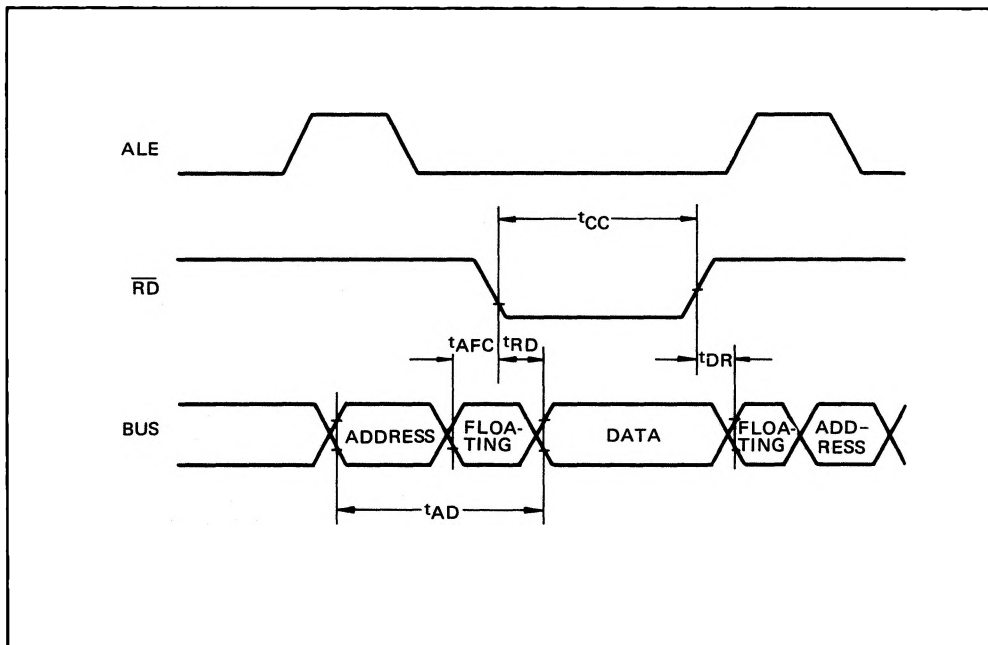 ALE
tCC
RD
tAFC tRD
tDR
BUS
ADDRESS
FLOA-
TING
DATA
FLOA-
TING
ADD-
RESS
tAD